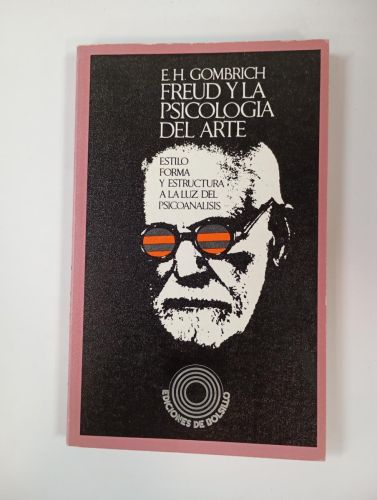 E. H. GOMBRICH
FREUD Y LA
PSICOLOGIA
DEL ARTE
ESTILO
FORMA
Y ESTRUCTURA
A LA LUZ DEL
PSICOANALISIS
EDICIONES DE BOLSILLO